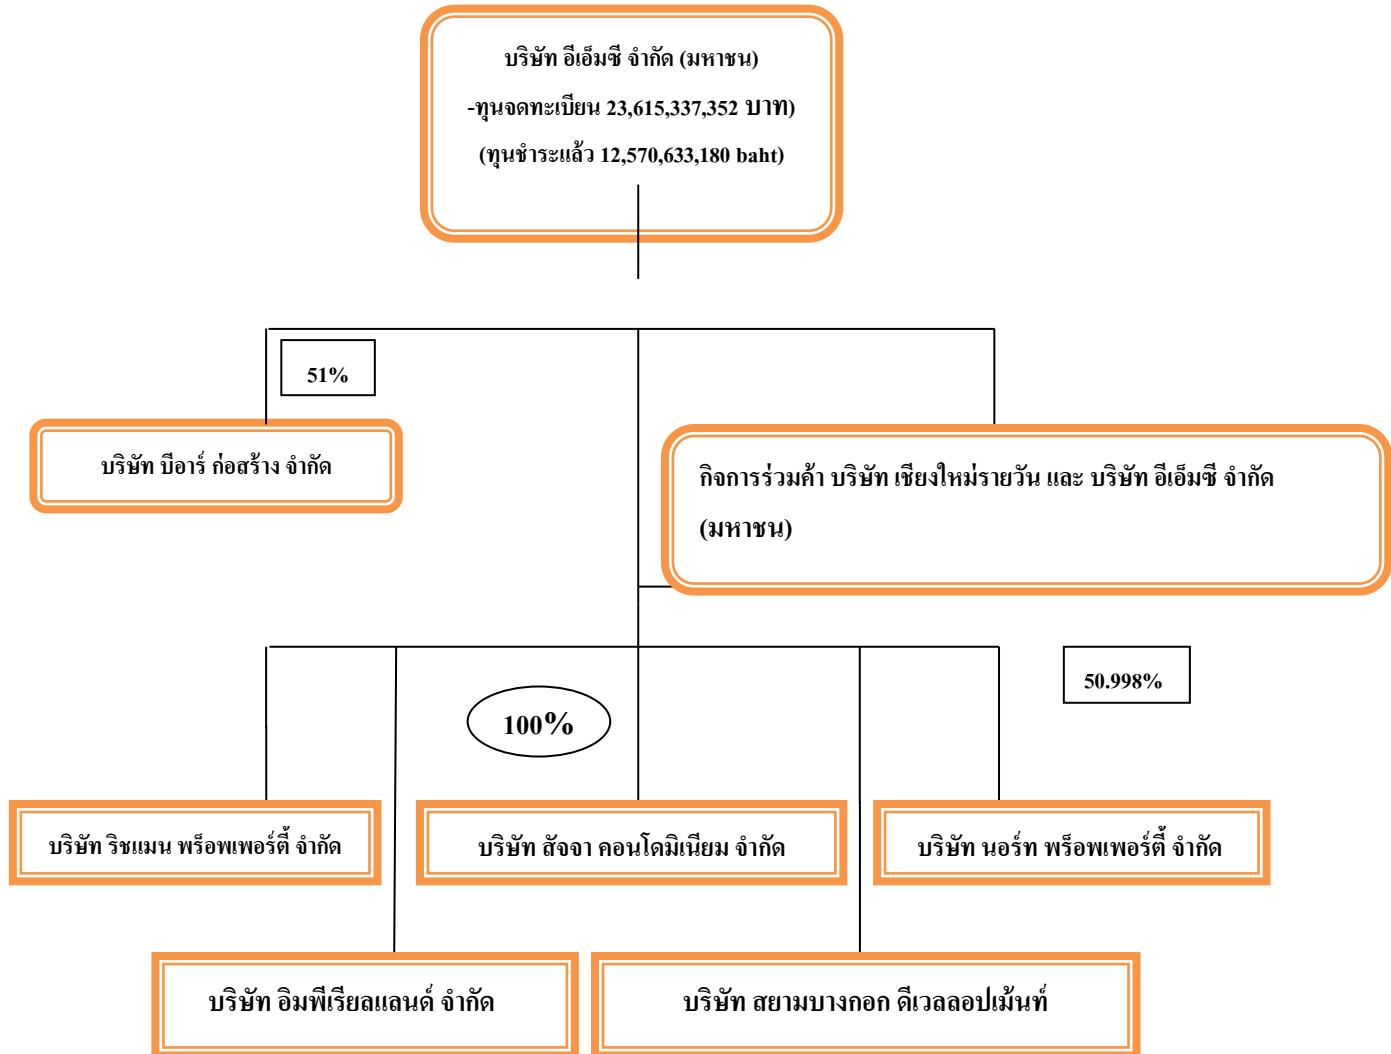 บริษัท อีเอ็มซี จำกัด (มหาชน)
-ทุนจดทะเบียน 23,615,337,352 บาท)
(ทุนชำระแล้ว 12,570,633,180 baht)
51%
บริษัท บีอาร์ ก่อสร้าง จำกัด
กิจการร่วมค้า บริษัท เชียงใหม่รายวัน และ บริษัท อีเอ็มซี จำกัด
(มหาชน)
50.998%
100%
บริษัท ริชแมน พร็อพเพอร์ตี้ จำกัด
บริษัท สัจจา คอนโดมิเนียม จำกัด
บริษัท นอร์ท พร็อพเพอร์ตี้ จำกัด
บริษัท อิมพีเรียลแลนด์ จำกัด
บริษัท สยามบางกอก ดีเวลลอปเม้นท์